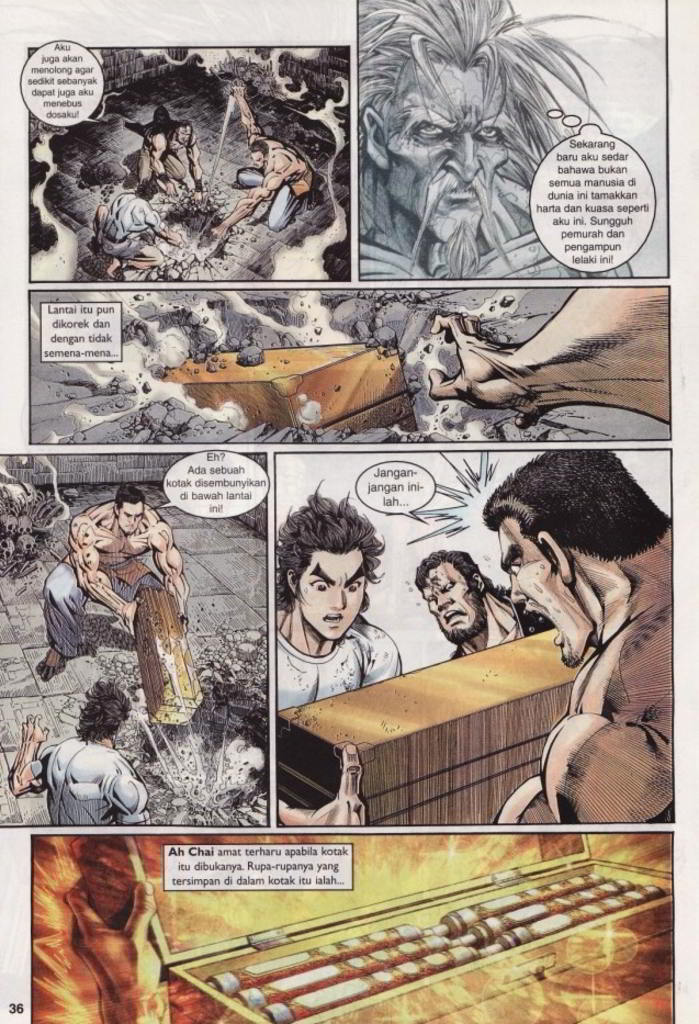 Aku
juga akan
menolong agar
sedikit sebanyak
dapat juga aku
menebus
dosaku!
Sekarang
baru aku sedar
bahawa bukan
semua manusia di
dunia ini tamakkan
harta dan kuasa seperti
aku ini. Sungguh
pemurah dan
pengampun
lelaki ini!
Lantai itu pun
dikorek dan
dengan tidak
semena-mena...
Eh?
Ada sebuah
kotak disembunyikan
di bawah lantai
ini!
Jangan-
jangan ini-
lah...
Ah Chai amat terharu apabila kotak
itu dibukanya. Rupa-rupanya yang
tersimpan di dalam kotak itu ialah...
36